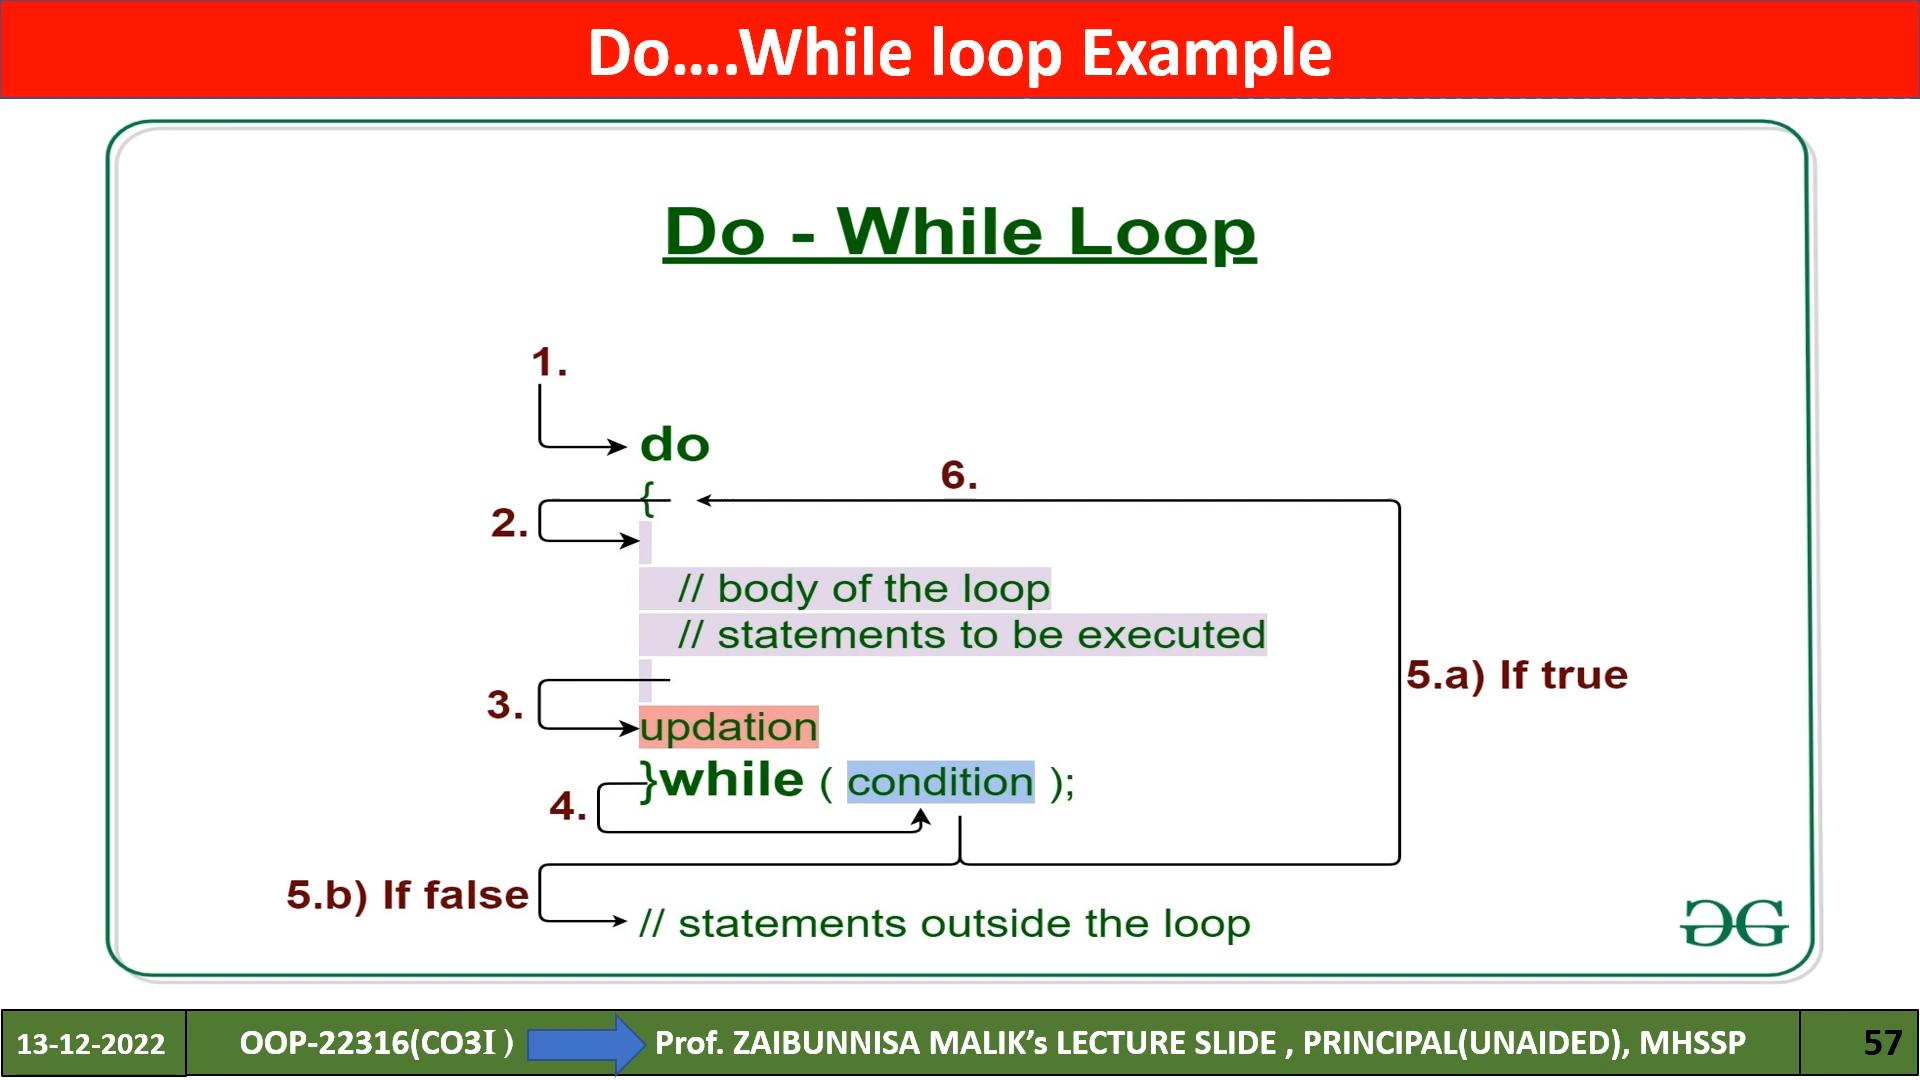 Do....While loop Example
Do - While Loop
1.
do
6.
{
2.
// body of the loop
// statements to be executed
5.a) If true
3.
updation
}while ( condition );
4.
5.b) If false
// statements outside the loop
13-12-2022
OOP-22316(CO3I )
Prof. ZAIBUNNISA MALIK’s LECTURE SLIDE , PRINCIPAL(UNAIDED), MHSSP
57